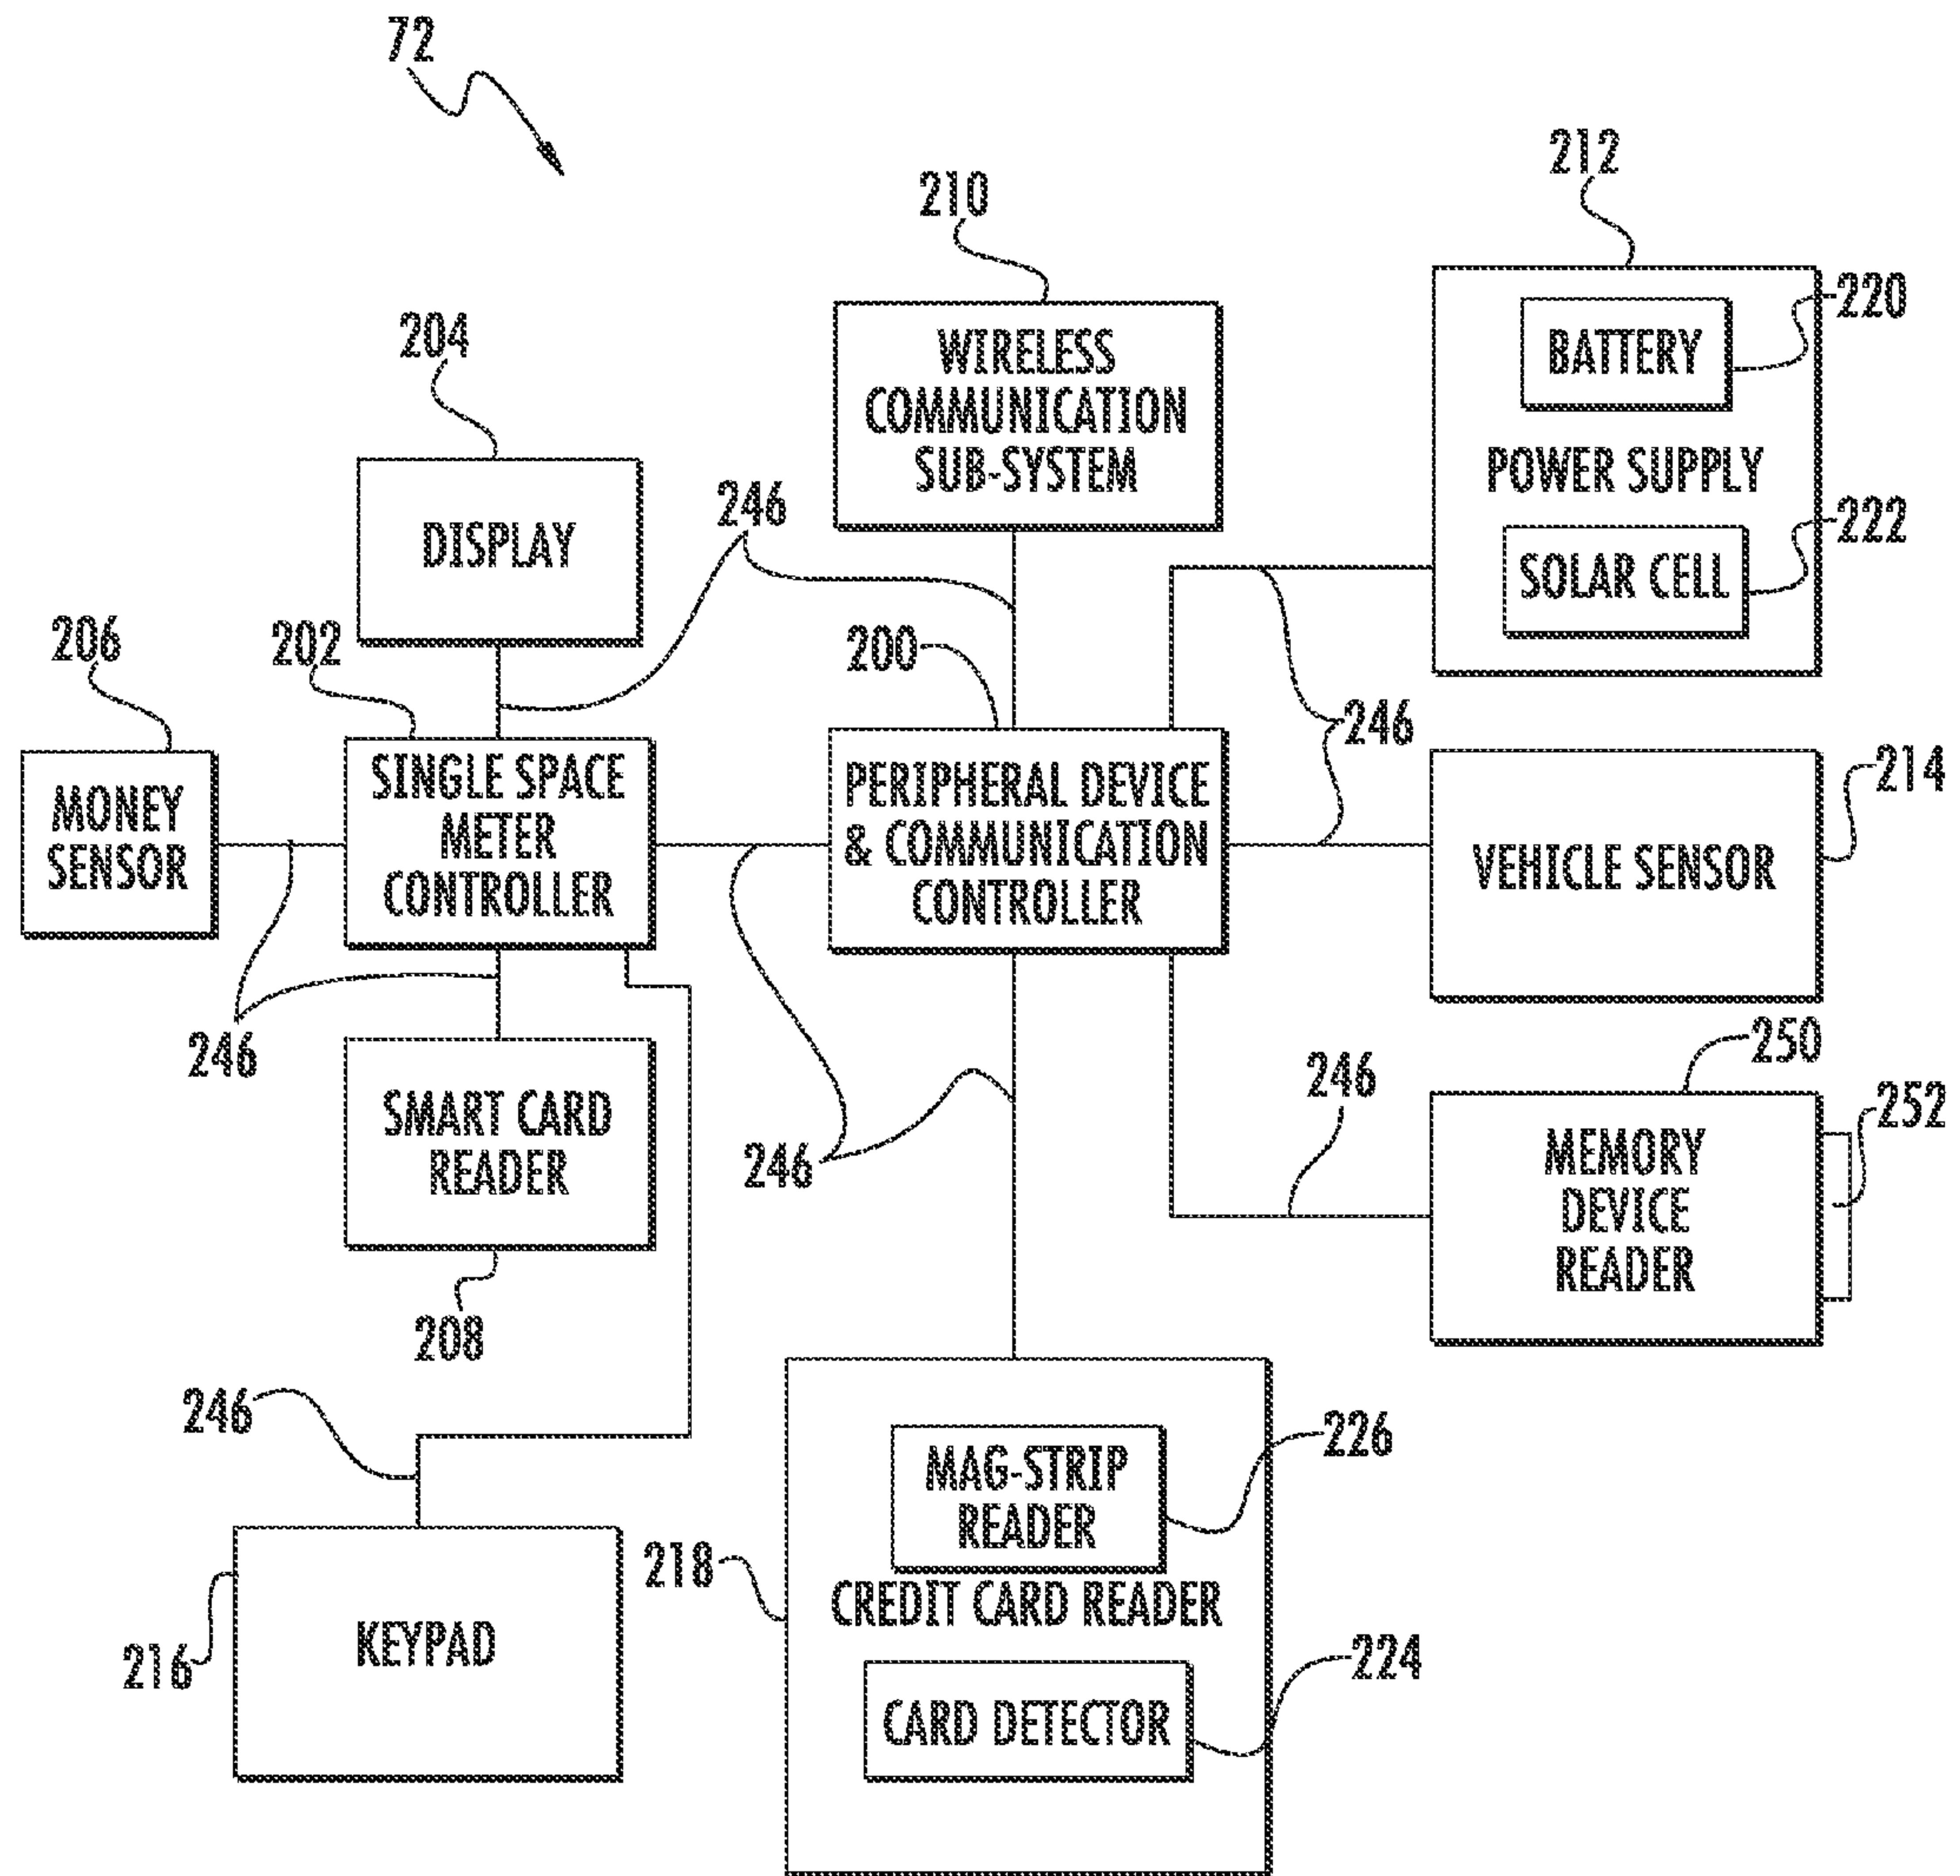 72
210
212
220
BATTERY
204
WIRELESS
COMMUNICATION
SUB-SYSTEM
POWER SUPPLY
246
222
DISPLAY
SOLAR CELL
206
202
200
246
MONEY
SENSOR
SINGLE SPACE
METER
CONTROLLER
PERIPHERAL DEVICE
& COMMUNICATION
CONTROLLER
214
VEHICLE SENSOR
246
250
246
252
SMART CARD
READER
246
MEMORY
DEVICE
READER
208
246
226
MAG-STRIP
READER
218
CREDIT CARD READER
216
KEYPAD
224
CARD DETECTOR